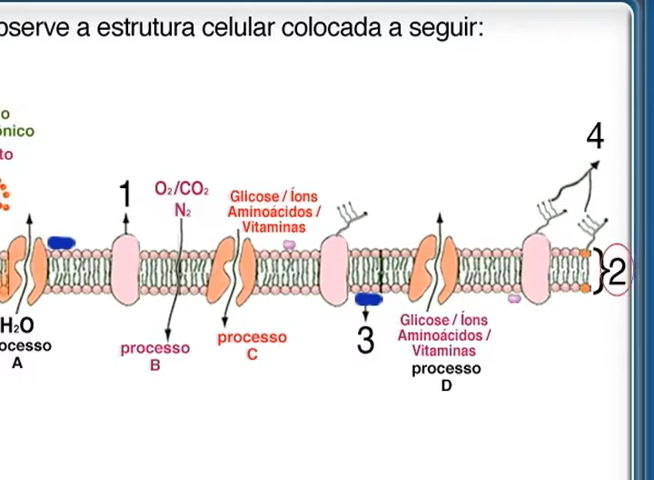 bserve a estrutura celular colocada a seguir:
o
ônico
to
4
1
O₂/CO₂
N₂
Glicose / Íons
Aminoácidos /
Vitaminas
}2
H₂O
ocesso
A
processo
B
processo
C
3
Glicose / Íons
Aminoácidos /
Vitaminas
processo
D